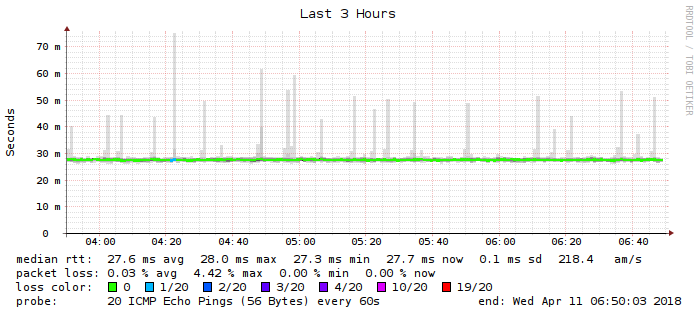 Last 3 Hours
RRDTOOL / TOBI OETIKER
Seconds
70 m
60 m
50 m
40 m
30 m
20 m
10 m
0
04:00 04:20 04:40 05:00 05:20 05:40 06:00 06:20 06:40
median rtt: 27.6 ms avg 28.0 ms max 27.3 ms min 27.7 ms now 0.1 ms sd 218.4 am/s
packet loss: 0.03 % avg 4.42 % max 0.00 % min 0.00 % now
loss color: 0 1/20 2/20 3/20 4/20 10/20 19/20
probe: 20 ICMP Echo Pings (56 Bytes) every 60s end: Wed Apr 11 06:50:03 2018